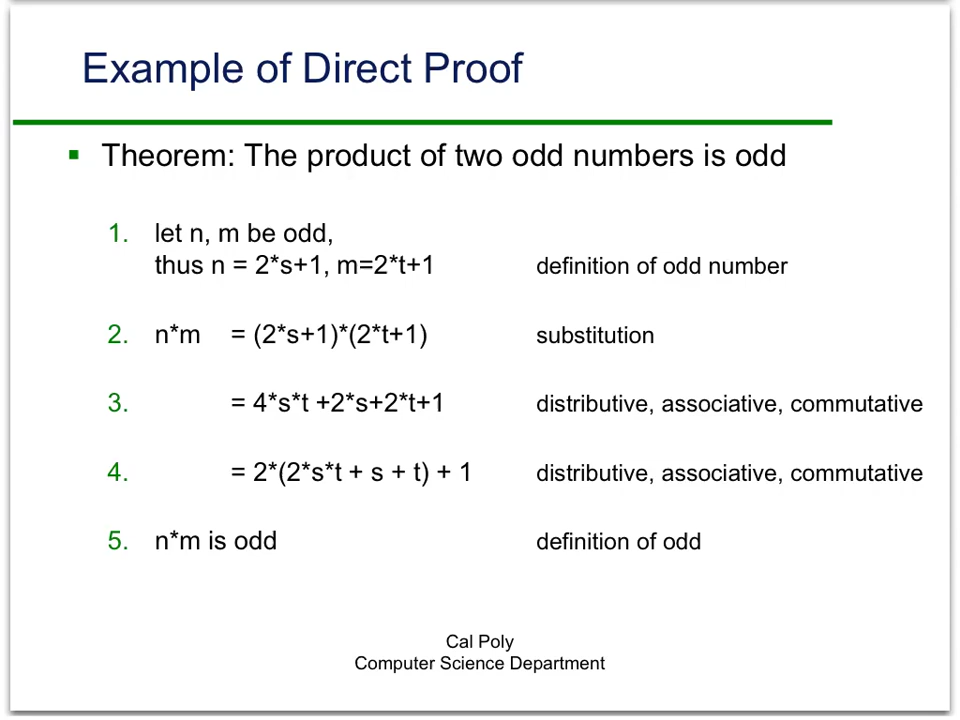 Example of Direct Proof
▪ Theorem: The product of two odd numbers is odd
1. let n, m be odd,
thus n = 2*s+1, m=2*t+1 definition of odd number
2. n*m = (2*s+1)*(2*t+1) substitution
3. = 4*s*t +2*s+2*t+1 distributive, associative, commutative
4. = 2*(2*s*t + s + t) + 1 distributive, associative, commutative
5. n*m is odd definition of odd
Cal Poly
Computer Science Department